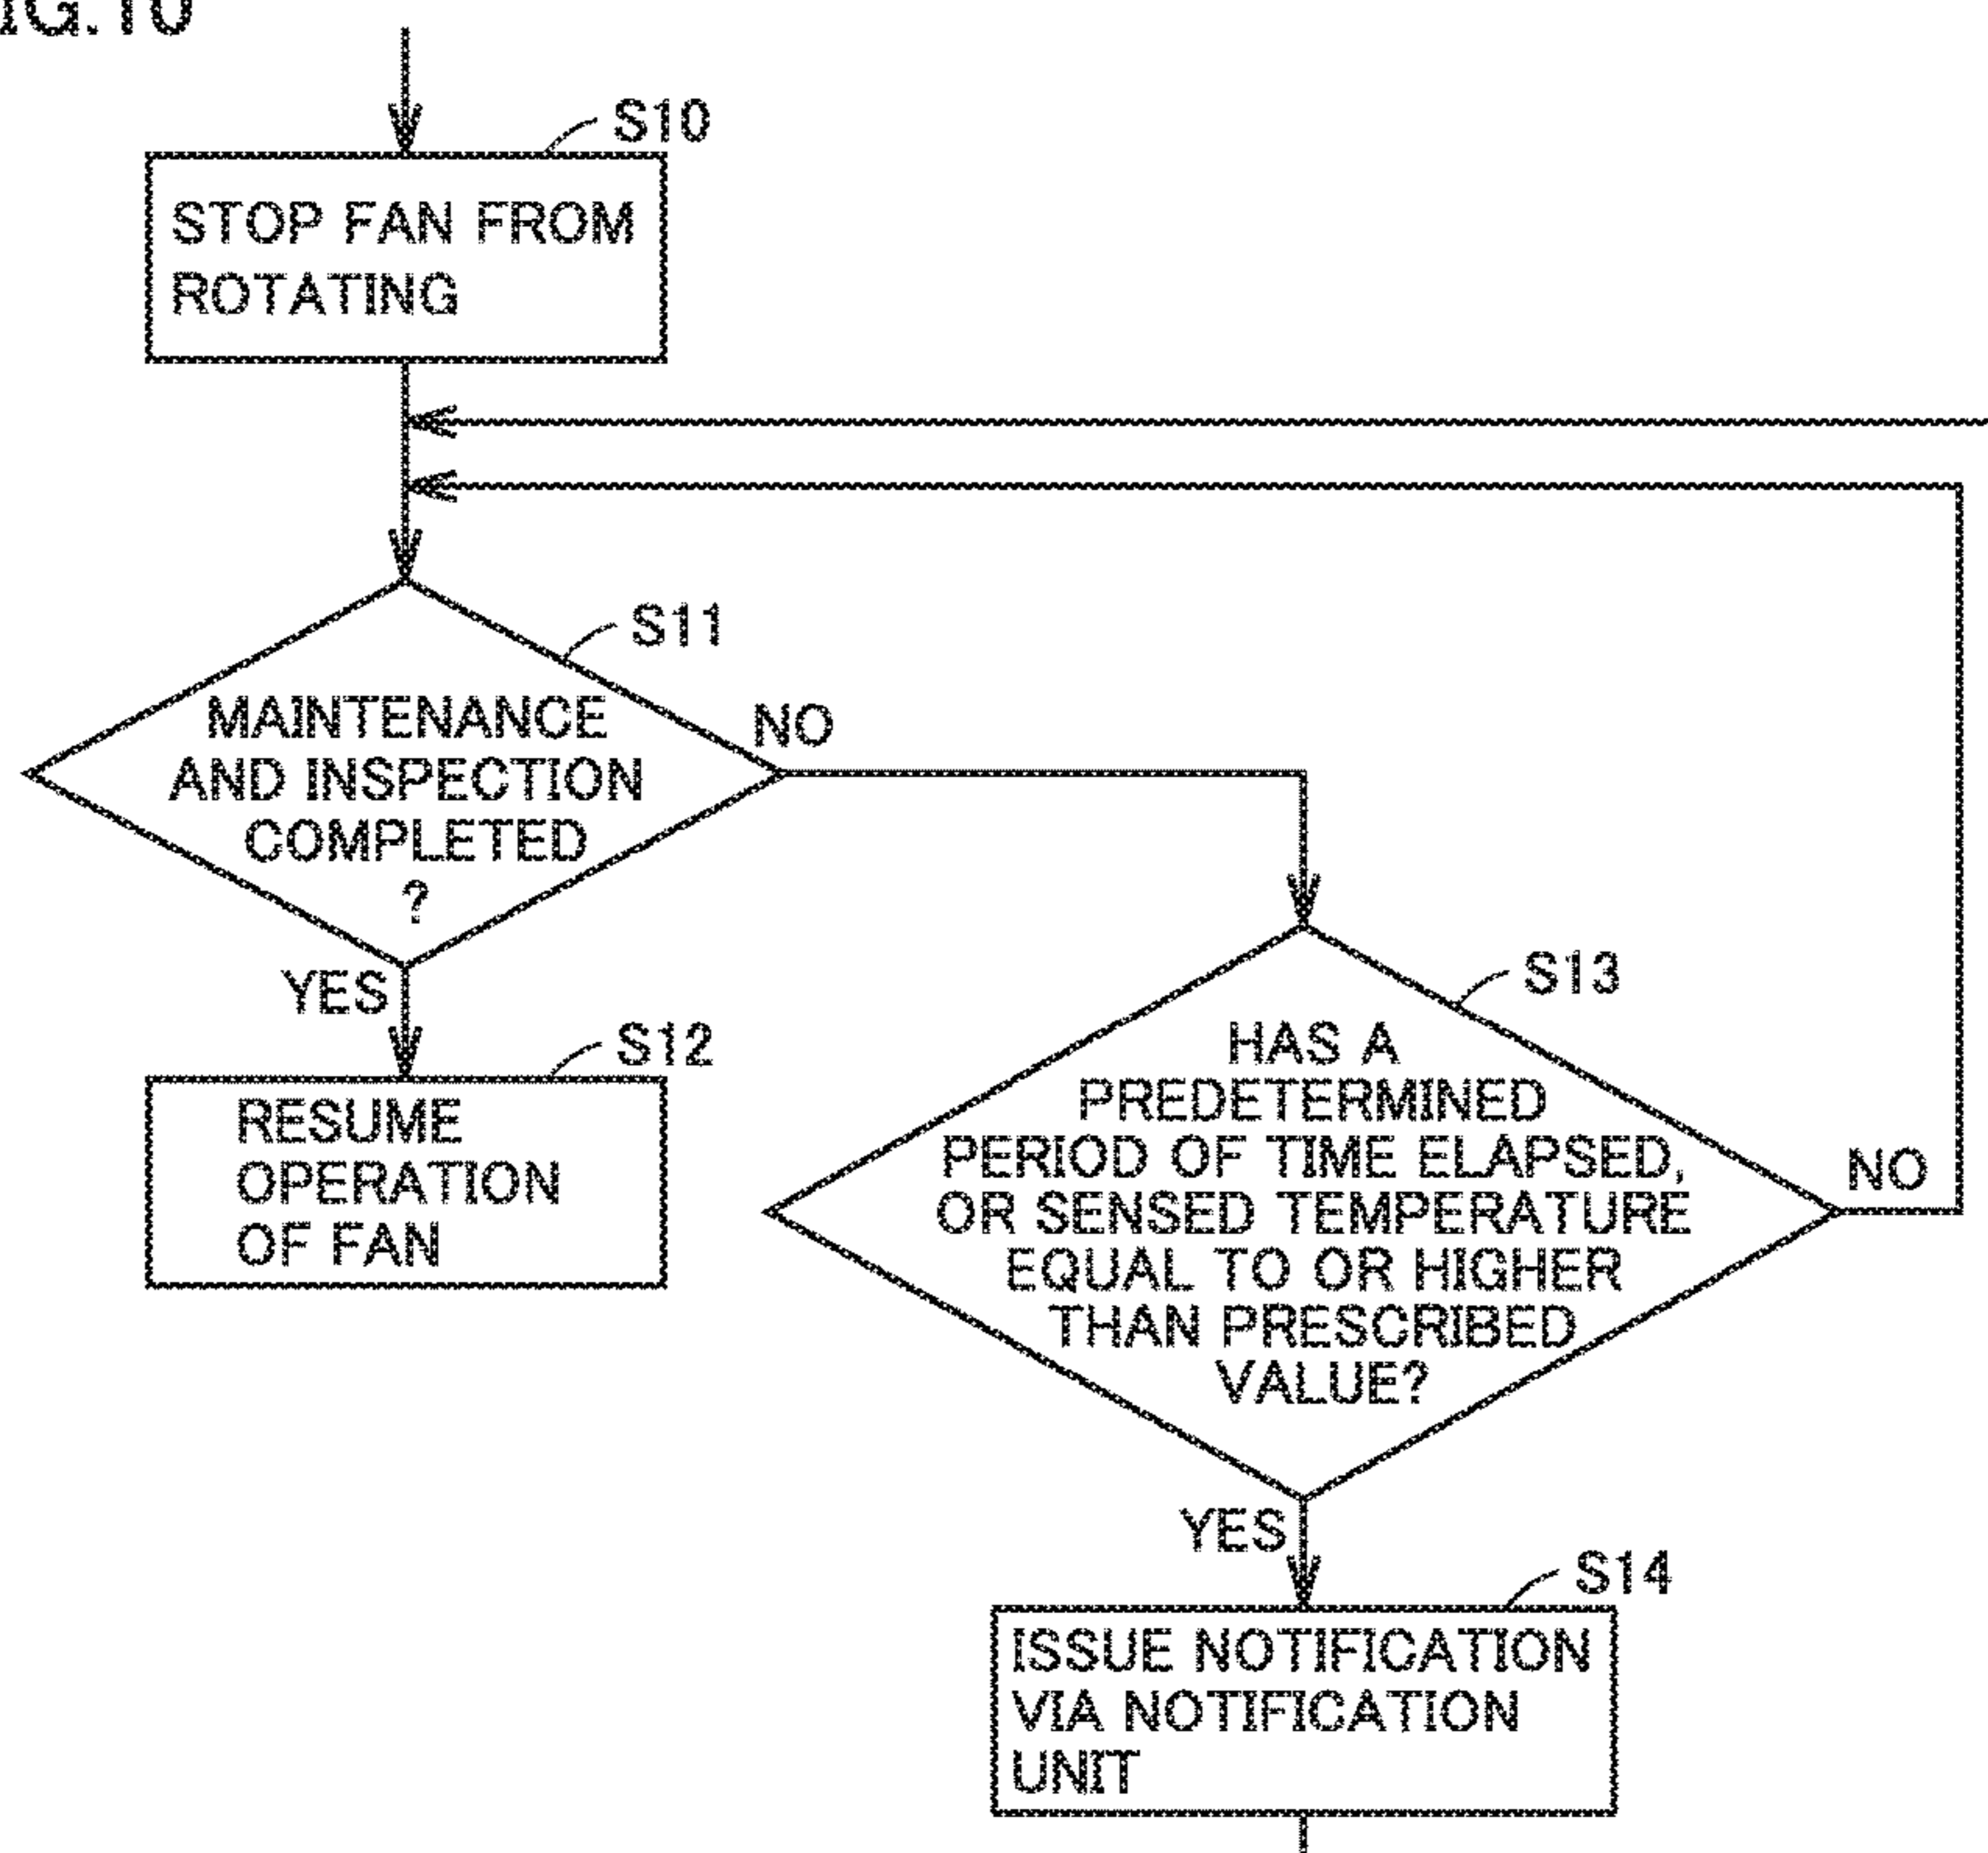 IG.10
S10
STOP FAN FROM
ROTATING
S11
MAINTENANCE
AND INSPECTION
COMPLETED
?
NO
YES
S12
RESUME
OPERATION
OF FAN
S13
HAS A
PREDETERMINED
PERIOD OF TIME ELAPSED,
OR SENSED TEMPERATURE
EQUAL TO OR HIGHER
THAN PRESCRIBED
VALUE?
NO
YES
S14
ISSUE NOTIFICATION
VIA NOTIFICATION
UNIT